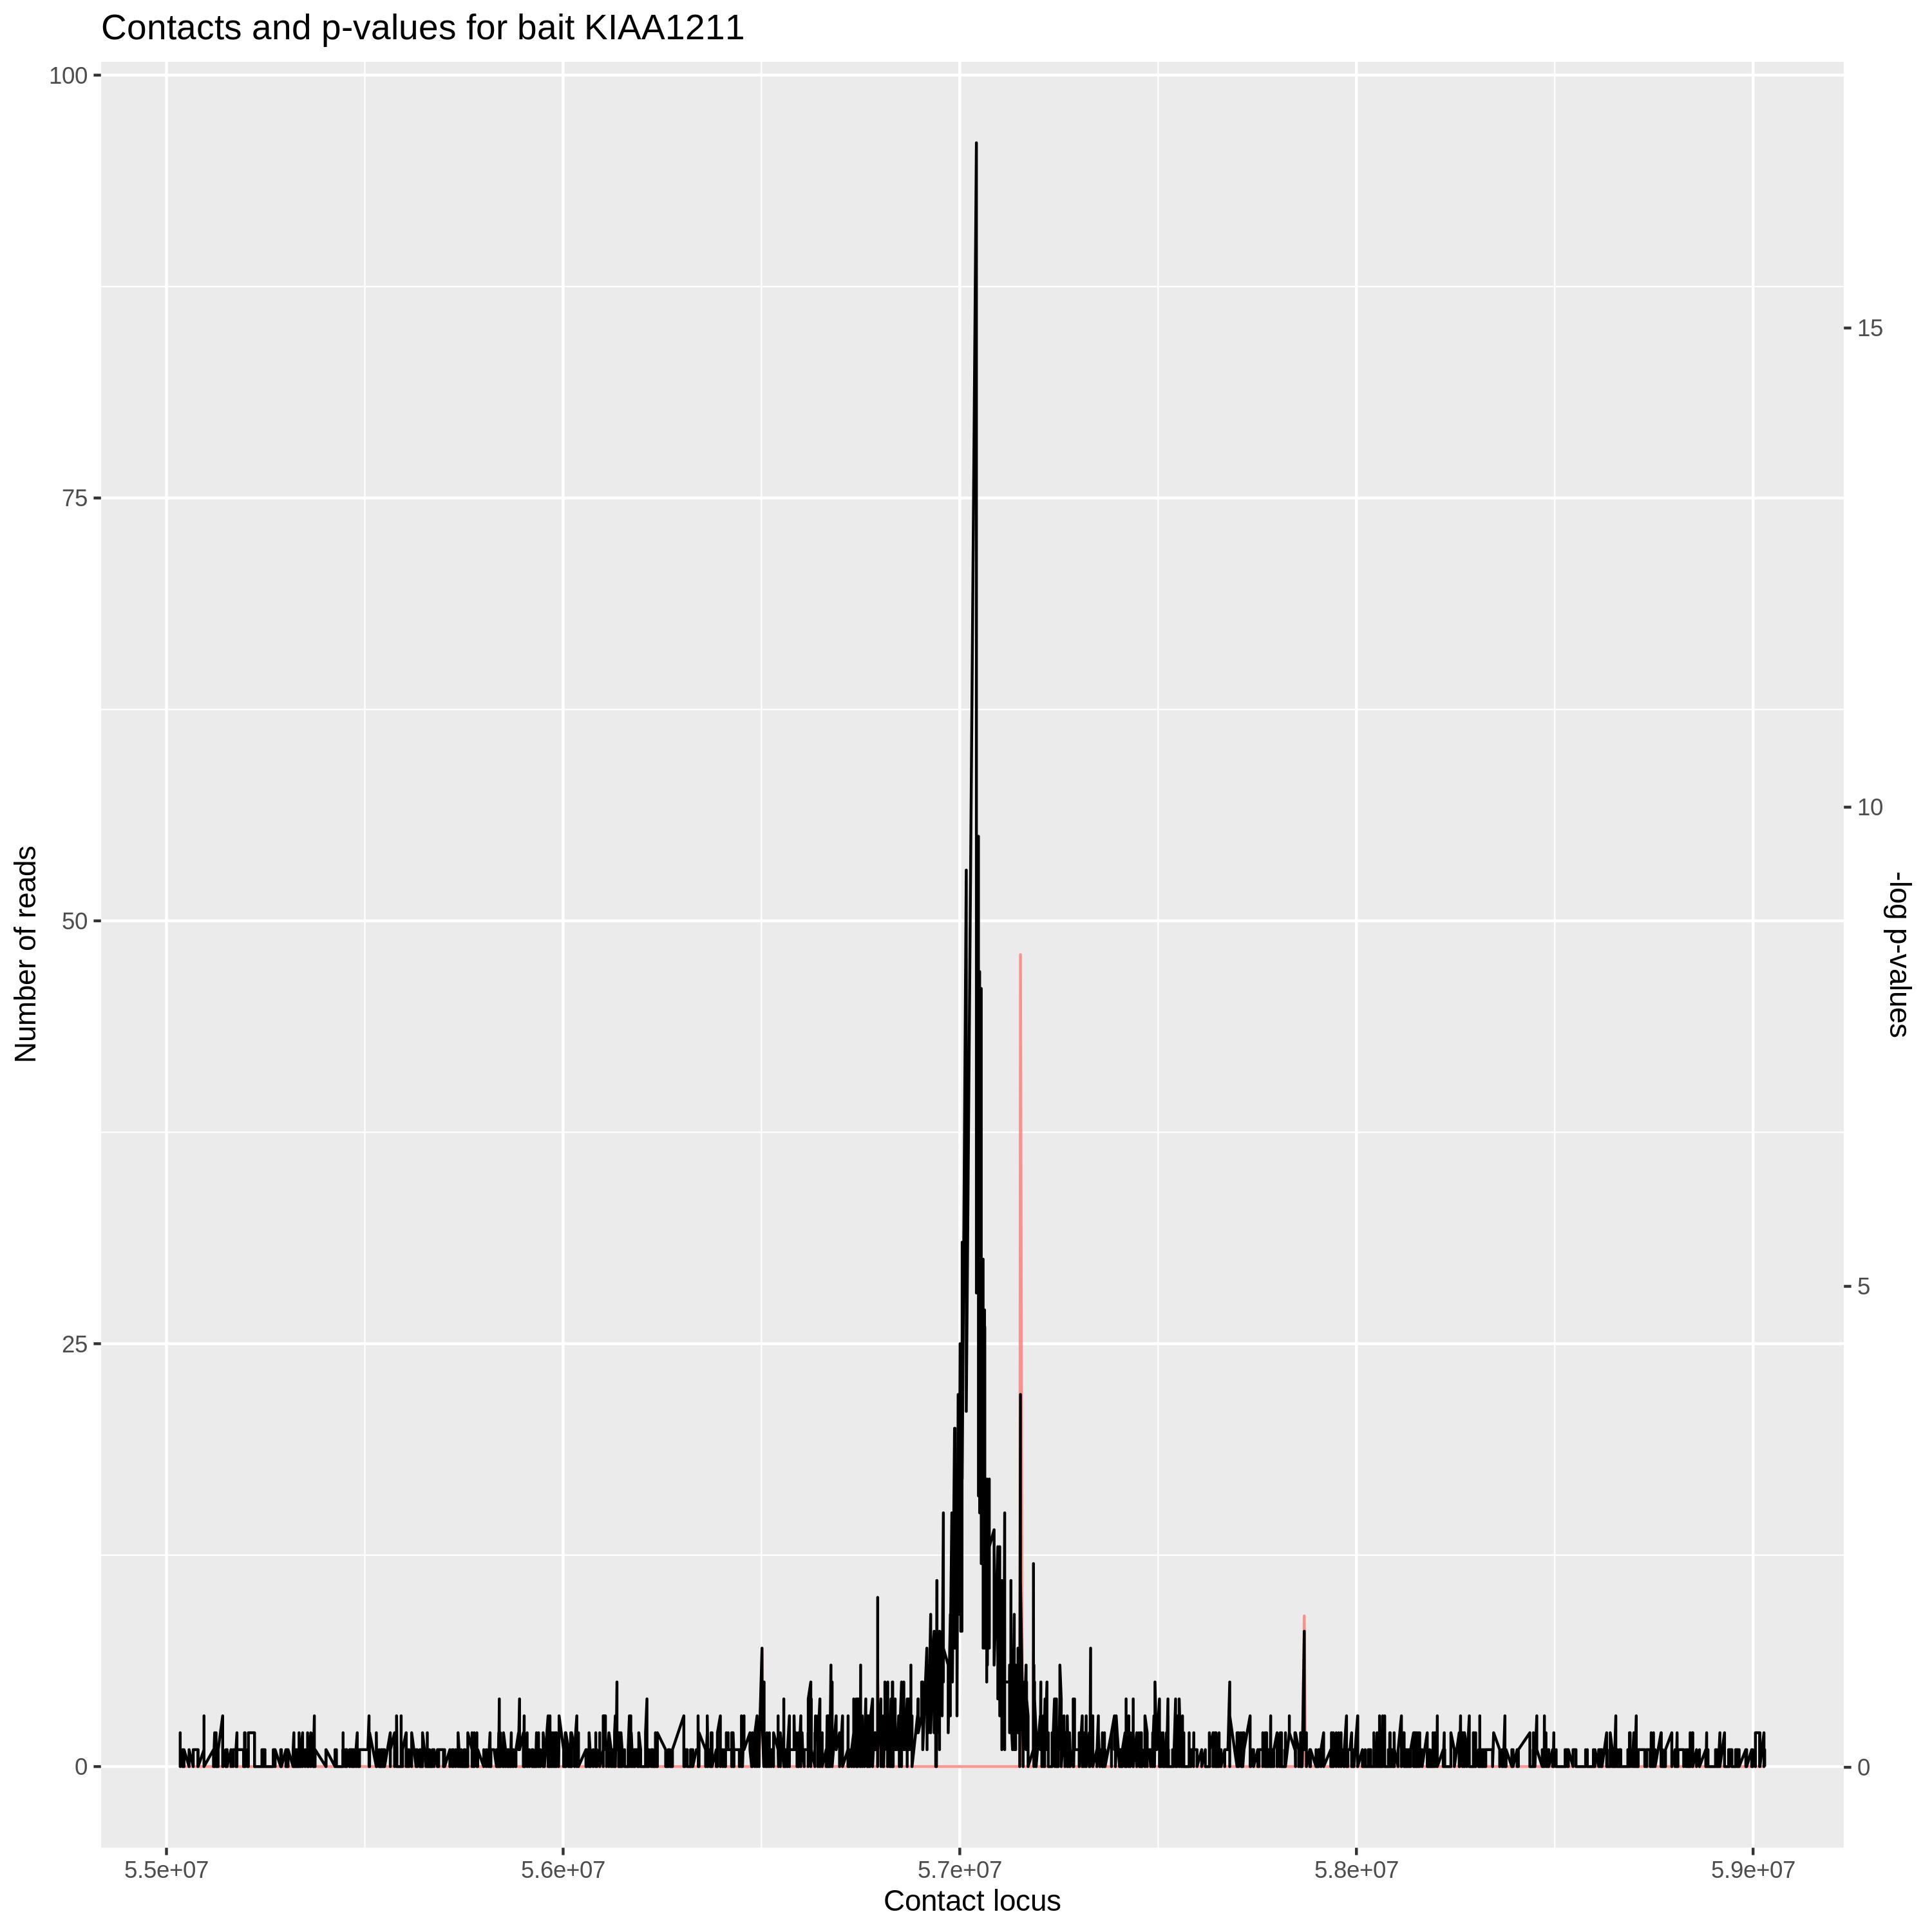 Contacts and p-values for bait KIAA1211
100
75
50
25
0
Number of reads
15
10
5
0
-log p-values
5.5e+07 5.6e+07 5.7e+07 5.8e+07 5.9e+07
Contact locus